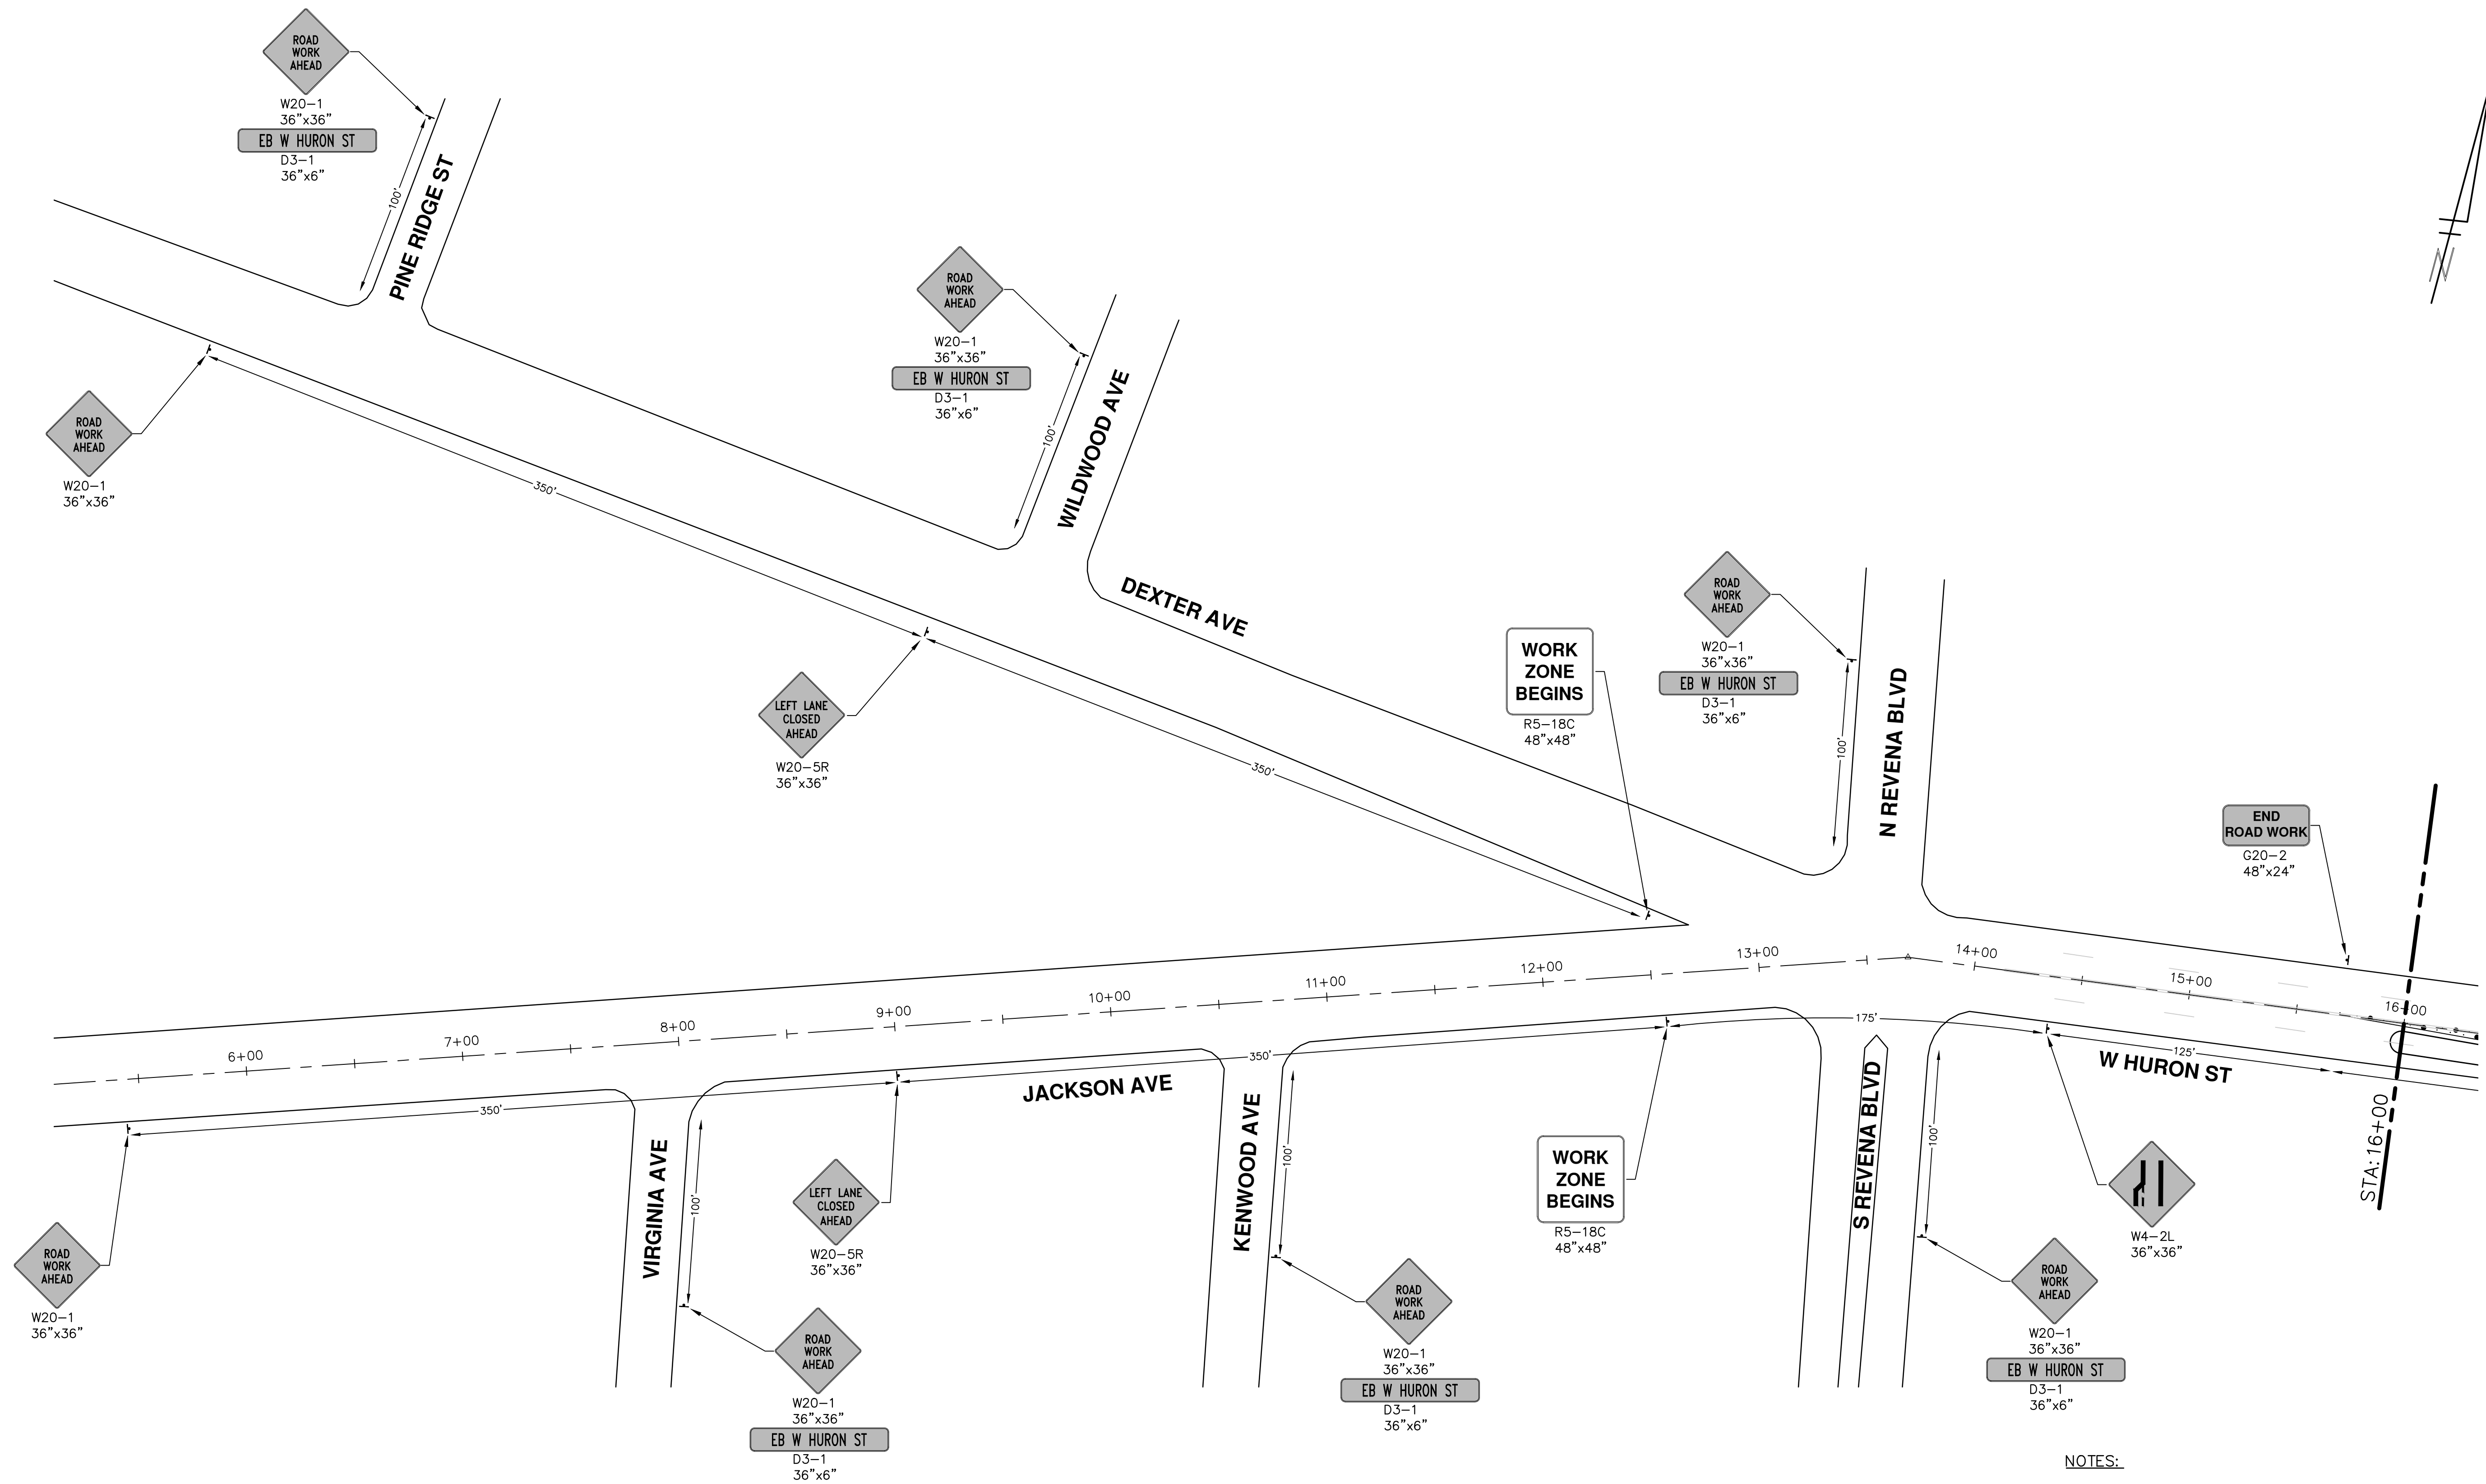 ROAD
WORK
AHEAD
W20-1
36"x36"
EB W HURON ST
D3-1
36"x6"
100'
PINE RIDGE ST
ROAD
WORK
AHEAD
W20-1
36"x36"
EB W HURON ST
D3-1
36"x6"
100'
WILDWOOD AVE
N
ROAD
WORK
AHEAD
W20-1
36"x36"
350'
DEXTER AVE
LEFT LANE
CLOSED
AHEAD
W20-5R
36"x36"
350'
WORK
ZONE
BEGINS
R5-18C
48"x48"
ROAD
WORK
AHEAD
W20-1
36"x36"
EB W HURON ST
D3-1
36"x6"
100'
N REVENA BLVD
END
ROAD WORK
G20-2
48"x24"
6+00
7+00
8+00
9+00
10+00
11+00
12+00
13+00
14+00
15+00
16+00
350'
350'
175'
125'
JACKSON AVE
W HURON ST
STA: 16+00
ROAD
WORK
AHEAD
W20-1
36"x36"
VIRGINIA AVE
100'
LEFT LANE
CLOSED
AHEAD
W20-5R
36"x36"
ROAD
WORK
AHEAD
W20-1
36"x36"
EB W HURON ST
D3-1
36"x6"
KENWOOD AVE
100'
ROAD
WORK
AHEAD
W20-1
36"x36"
EB W HURON ST
D3-1
36"x6"
WORK
ZONE
BEGINS
R5-18C
48"x48"
S REVENA BLVD
100'
W4-2L
36"x36"
ROAD
WORK
AHEAD
W20-1
36"x36"
EB W HURON ST
D3-1
36"x6"
NOTES: